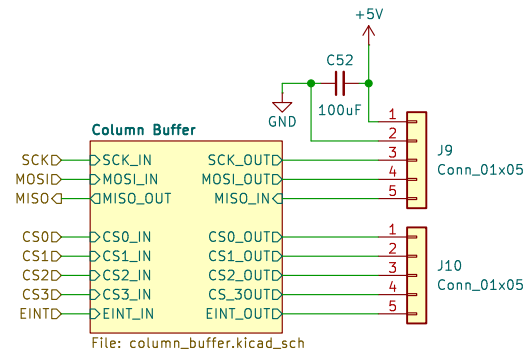 +5V
C52
100uF
GND
Column Buffer
SCK SCK_IN SCK_OUT 3
MOSI MOSI_IN MOSI_OUT 4
MISO MISO_OUT MISO_IN 5
1
2
J9
Conn_01x05
CS0 CS0_IN CS0_OUT 1
CS1 CS1_IN CS1_OUT 2
CS2 CS2_IN CS2_OUT 3
CS3 CS3_IN CS_3OUT 4
EINT EINT_IN EINT_OUT 5
J10
Conn_01x05
File: column_buffer.kicad_sch